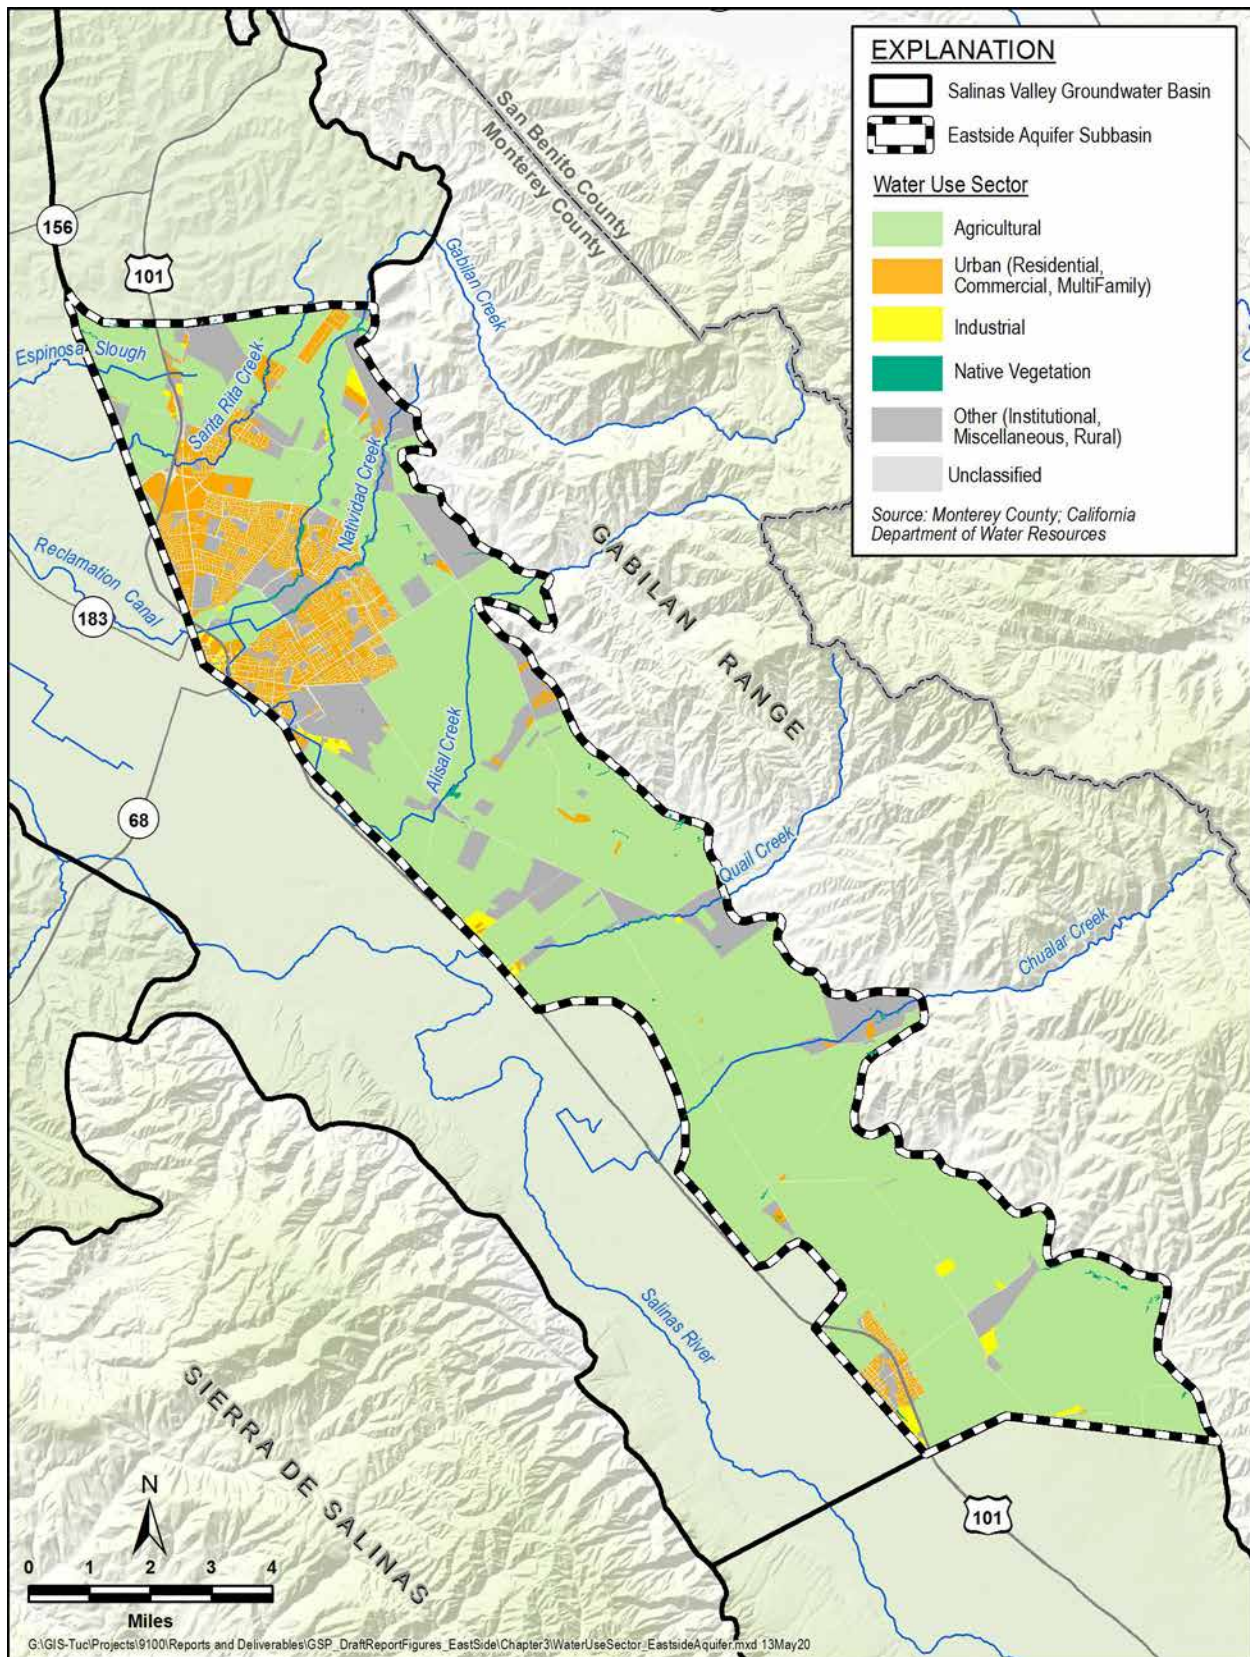 EXPLANATION
Salinas Valley Groundwater Basin
Eastside Aquifer Subbasin
Water Use Sector
Agricultural
Urban (Residential,
Commercial, MultiFamily)
Industrial
Native Vegetation
Other (Institutional,
Miscellaneous, Rural)
Unclassified
Source: Monterey County; California
Department of Water Resources
San Benito County
Monterey County
156
101
Gabilan Creek
Espinosa Slough
Santa Rita Creek
Natividad Creek
Reclamation Canal
183
GABILAN RANGE
Alisal Creek
68
Quail Creek
Chualar Creek
Salinas River
SIERRA DE SALINAS
101
N
0 1 2 3 4
Miles
G:\GIS-Tuc\Projects\9100\Reports and Deliverables\GSP_DraftReportFigures_EastSide\Chapter3\WaterUseSector_EastsideAquifer.mxd 13May20